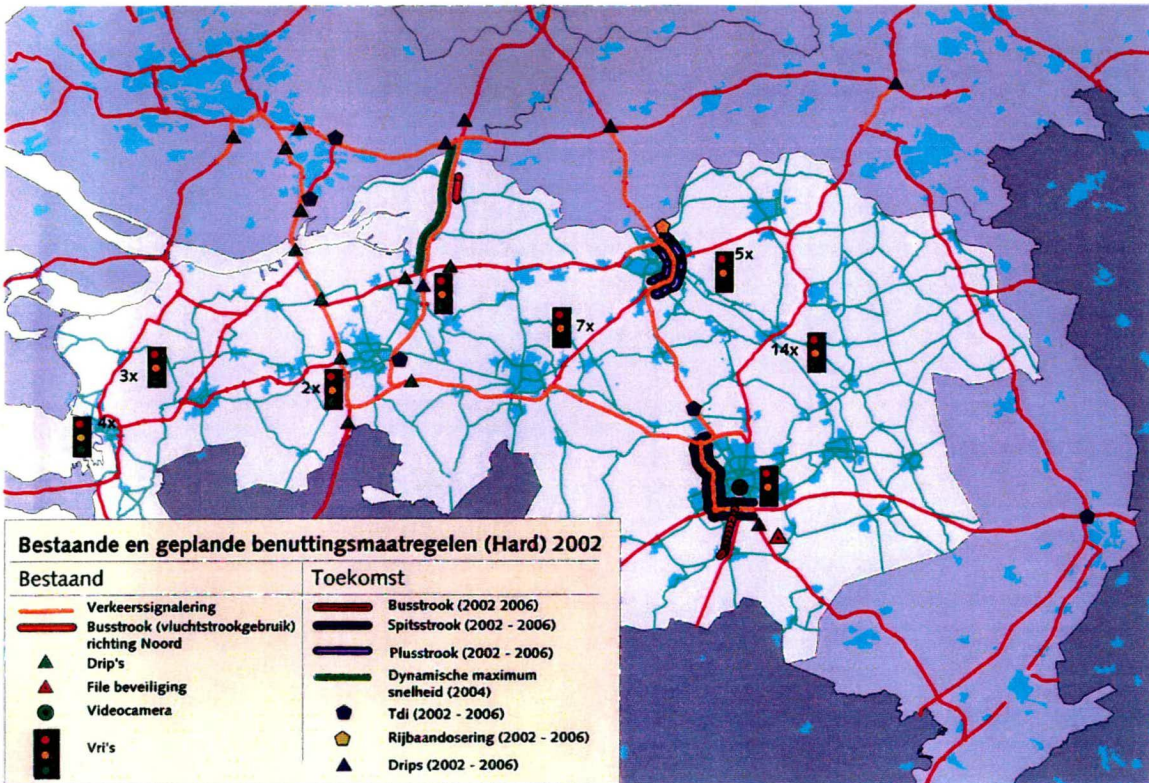 5x
7x
14x
3x
2x
4x
Bestaande en geplande benuttingsmaatregelen (Hard) 2002
Bestaand
Verkeerssignalering
Busstrook (vluchtstrookgebruik)
richting Noord
Drip's
File beveiliging
Videocamera
Vri's
Toekomst
Busstrook (2002 2006)
Spitsstrook (2002 - 2006)
Plusstrook (2002 - 2006)
Dynamische maximum
snelheid (2004)
Tdi (2002 - 2006)
Rijbaandosering (2002 - 2006)
Drips (2002 - 2006)